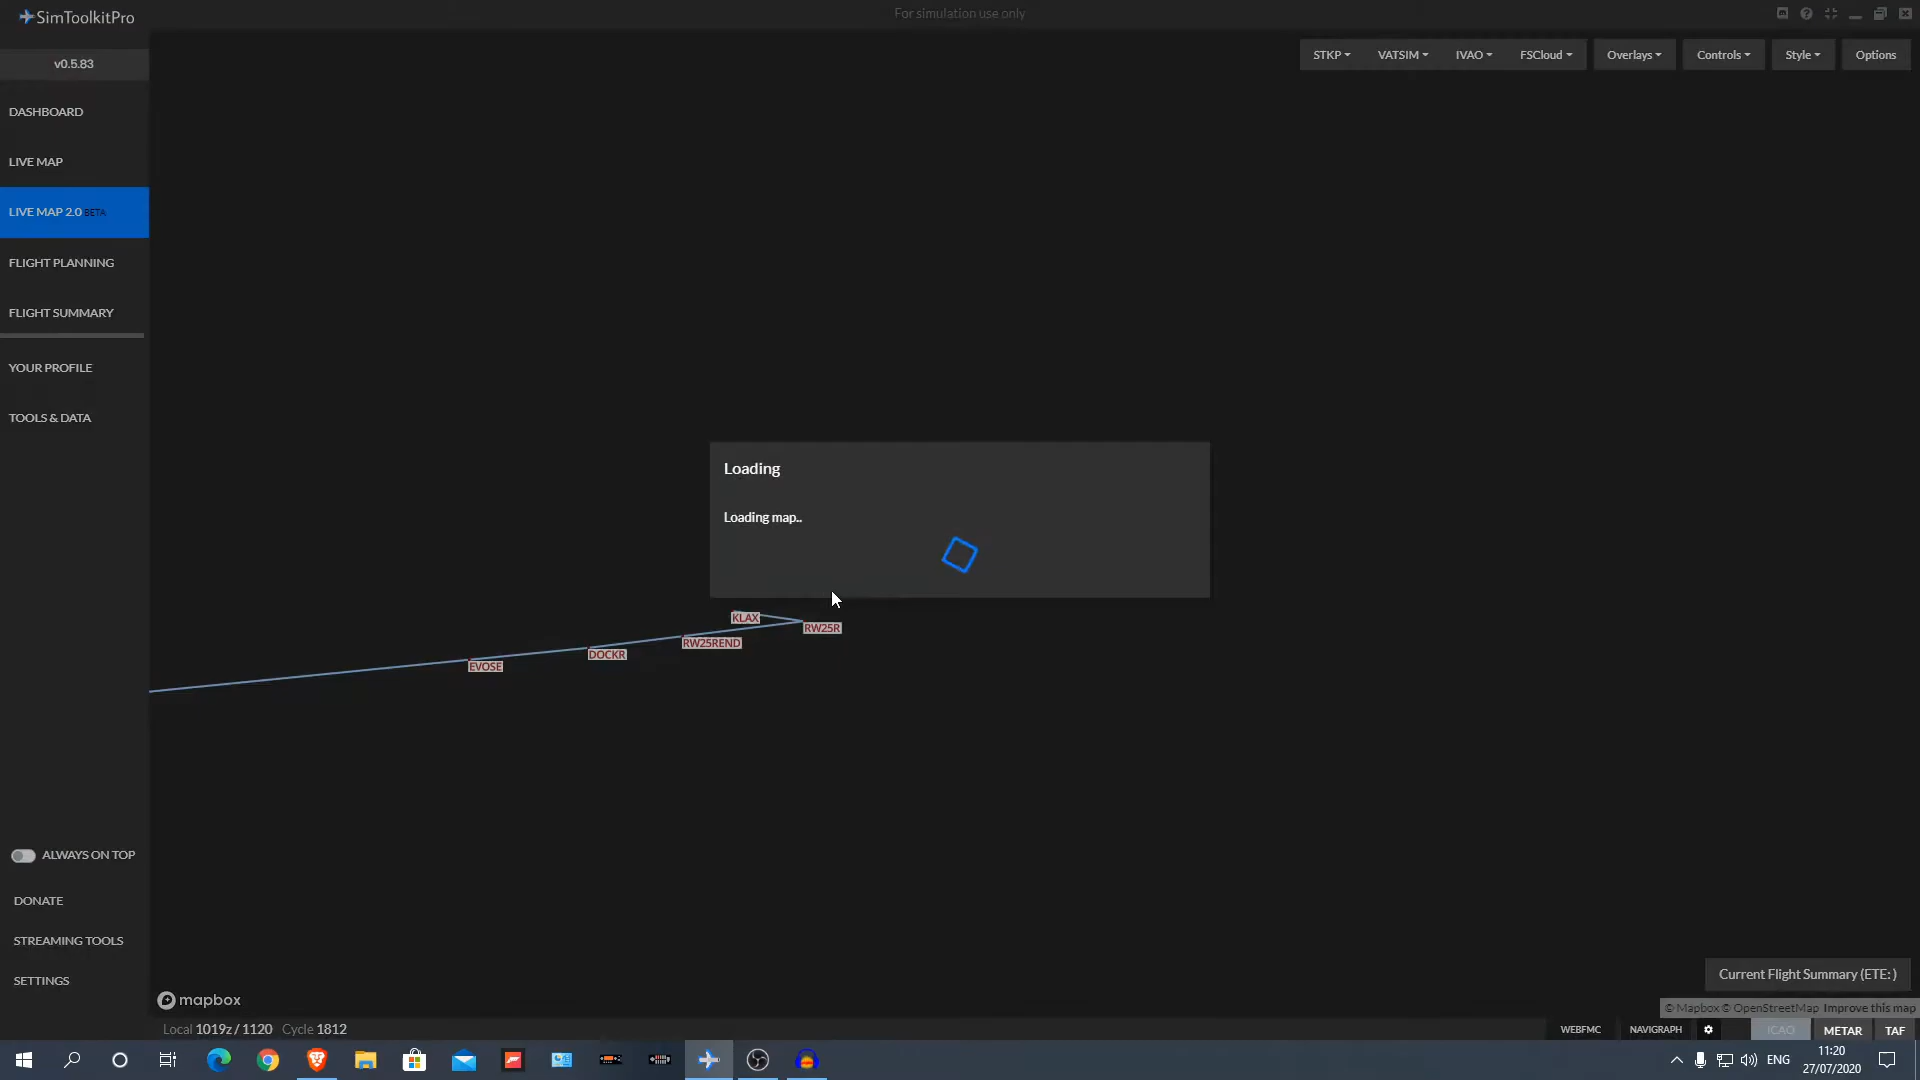 SimToolkitPro
For simulation use only
v0.5.83
STKP
VATSIM
IVAO
FSCloud
Overlays
Controls
Style
Options
DASHBOARD
LIVE MAP
LIVE MAP 2.0 BETA
FLIGHT PLANNING
FLIGHT SUMMARY
YOUR PROFILE
TOOLS & DATA
Loading
Loading map..
KLAX
RW25R
RW25REND
DOCKR
EVOSE
ALWAYS ON TOP
DONATE
STREAMING TOOLS
SETTINGS
mapbox
Current Flight Summary (ETE: )
© Mapbox © OpenStreetMap Improve this map
Local 1019z / 1120 Cycle 1812
WEBFMC
NAVIGRAPH
ICAO
METAR
TAF
ENG
11:20
27/07/2020